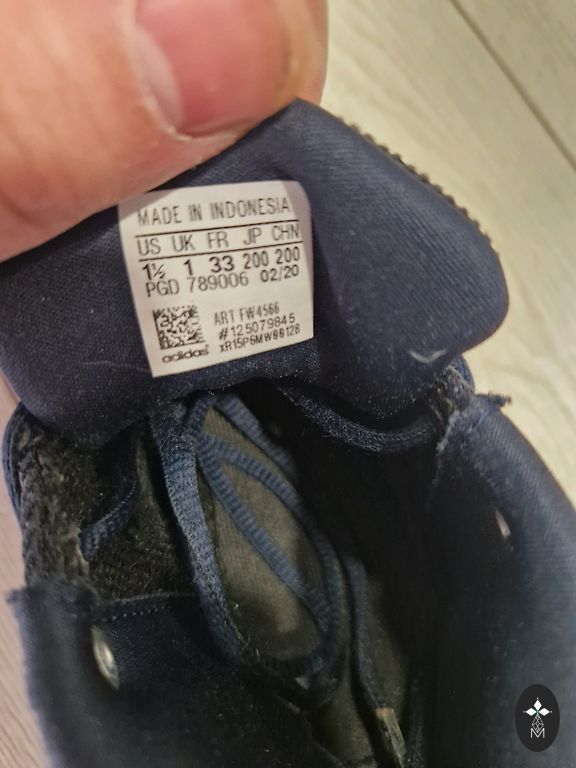 MADE IN INDONESIA
US UK FR JP CHN
1½ 1 33 200 200
PGD 789006 02/20
ART FW4566
#125079845
xR15P6MW00128
adidas
M